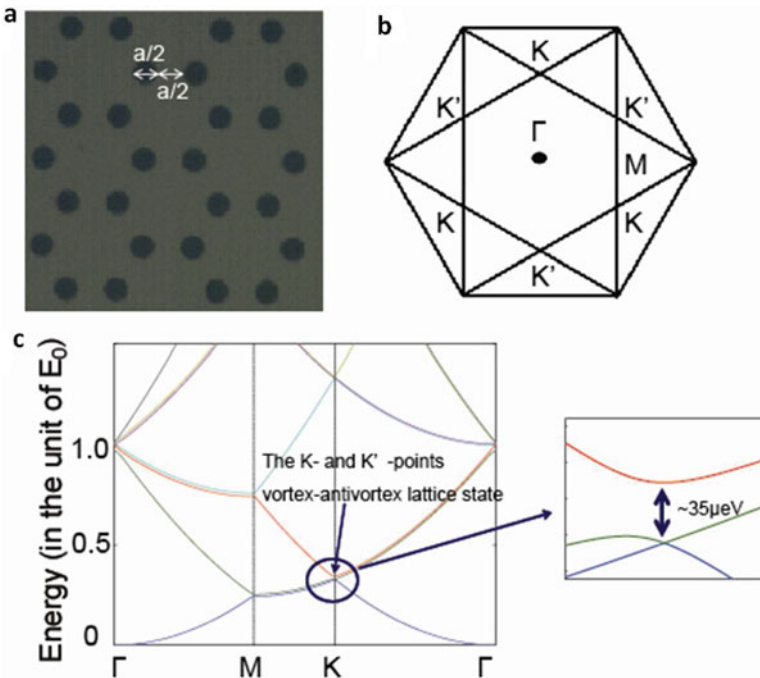 a
a/2
a/2
b
K
K'
K'
Γ
M
K
K
K'
c
Energy (in the unit of E₀)
1.0
0.5
0
The K- and K' -points
vortex-antivortex lattice state
~35μeV
Γ
M
K
Γ